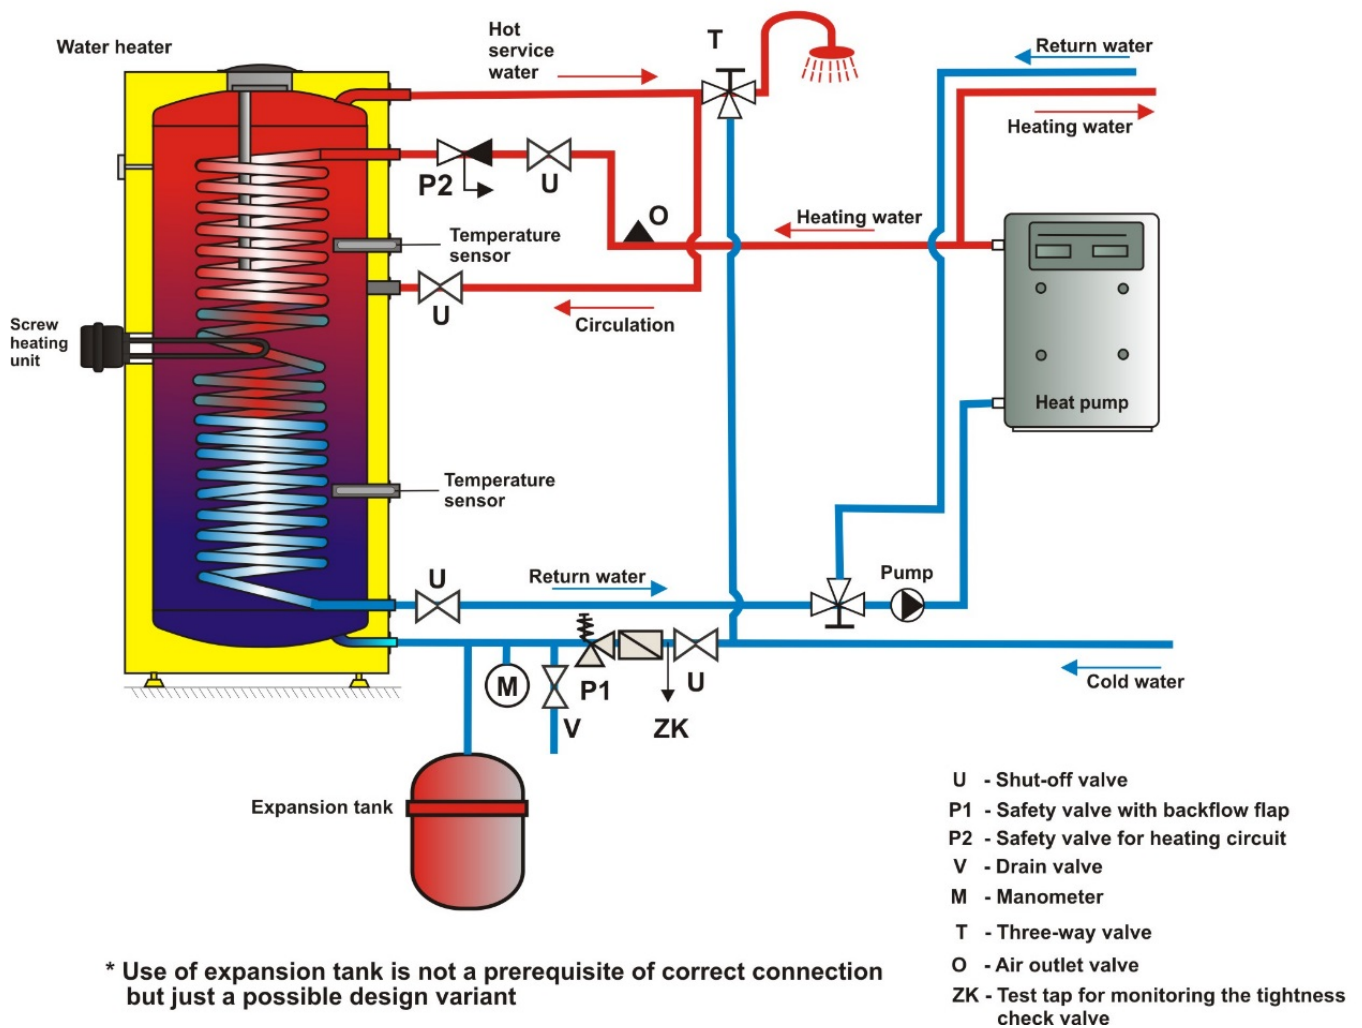 Water heater
Hot
service
water
T
Return water
Heating water
P2
U
O
Heating water
Temperature
sensor
U
Circulation
Screw
heating
unit
Heat pump
Temperature
sensor
U
Return water
Pump
M
V
P1
ZK
U
Cold water
Expansion tank
U - Shut-off valve
P1 - Safety valve with backflow flap
P2 - Safety valve for heating circuit
V - Drain valve
M - Manometer
T - Three-way valve
O - Air outlet valve
ZK - Test tap for monitoring the tightness
check valve
* Use of expansion tank is not a prerequisite of correct connection
but just a possible design variant